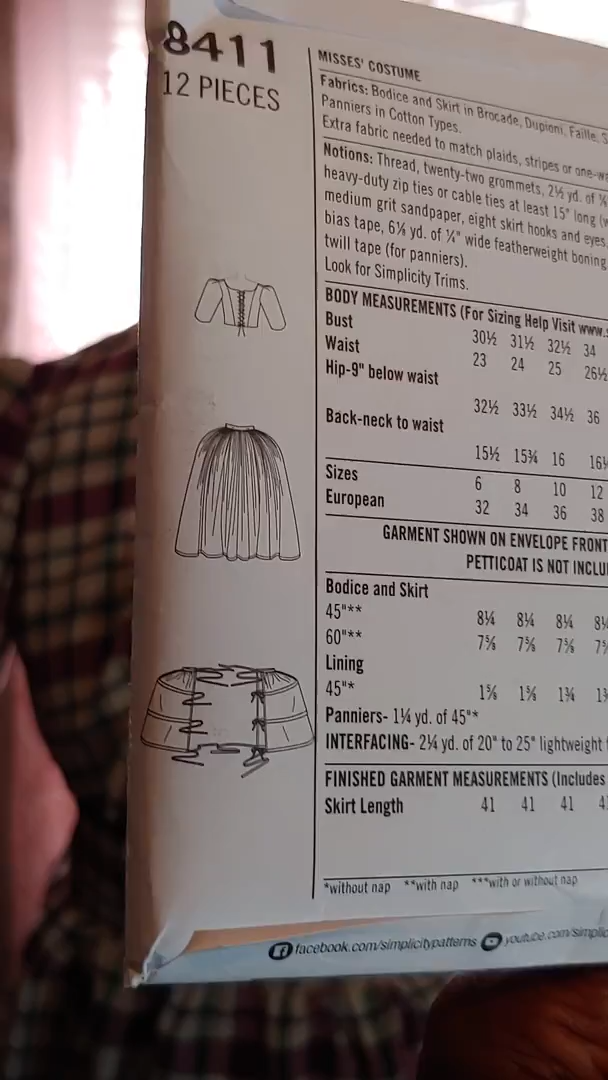 8411
12 PIECES
MISSES' COSTUME
Fabrics: Bodice and Skirt in Brocade, Dupioni, Faille,
Panniers in Cotton Types.
Extra fabric needed to match plaids, stripes or
Notions: Thread, twenty-two grommets, 2½ yd. of
heavy-duty zip ties or cable ties at least 15" long
medium grit sandpaper, eight skirt hooks and eyes,
bias tape, 6⅛ yd. of ¼" wide featherweight boning
twill tape (for panniers).
Look for Simplicity Trims.
BODY MEASUREMENTS (For Sizing Help Visit www.
Bust 30½ 31½ 32½ 34
Waist 23 24 25 26½
Hip-9" below waist 32½ 33½ 34½ 36
Back-neck to waist 15½ 15¾ 16
Sizes 6 8 10 12
European 32 34 36 38
GARMENT SHOWN ON ENVELOPE FRONT
PETTICOAT IS NOT
Bodice and Skirt
45"** 8¼ 8¼ 8¼
60"** 7⅝ 7⅝ 7⅝
Lining
45"* 1⅝ 1⅝ 1¾
Panniers- 1¼ yd. of 45"*
INTERFACING- 2¼ yd. of 20" to 25" lightweight
FINISHED GARMENT MEASUREMENTS (Includes
Skirt Length 41 41 41
*without nap **with nap ***with or without nap
facebook.com/simplicitypatterns